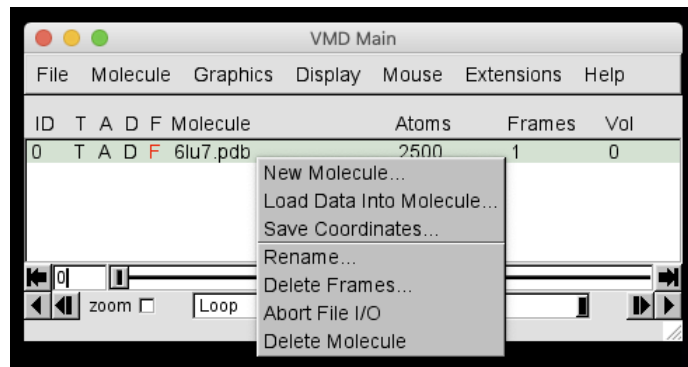 VMD Main
File Molecule Graphics Display Mouse Extensions Help
ID T A D F Molecule Atoms Frames Vol
0 T A D F 6lu7.pdb 2500 1 0
New Molecule...
Load Data Into Molecule...
Save Coordinates...
Rename...
Delete Frames...
Abort File I/O
Delete Molecule
0
zoom Loop